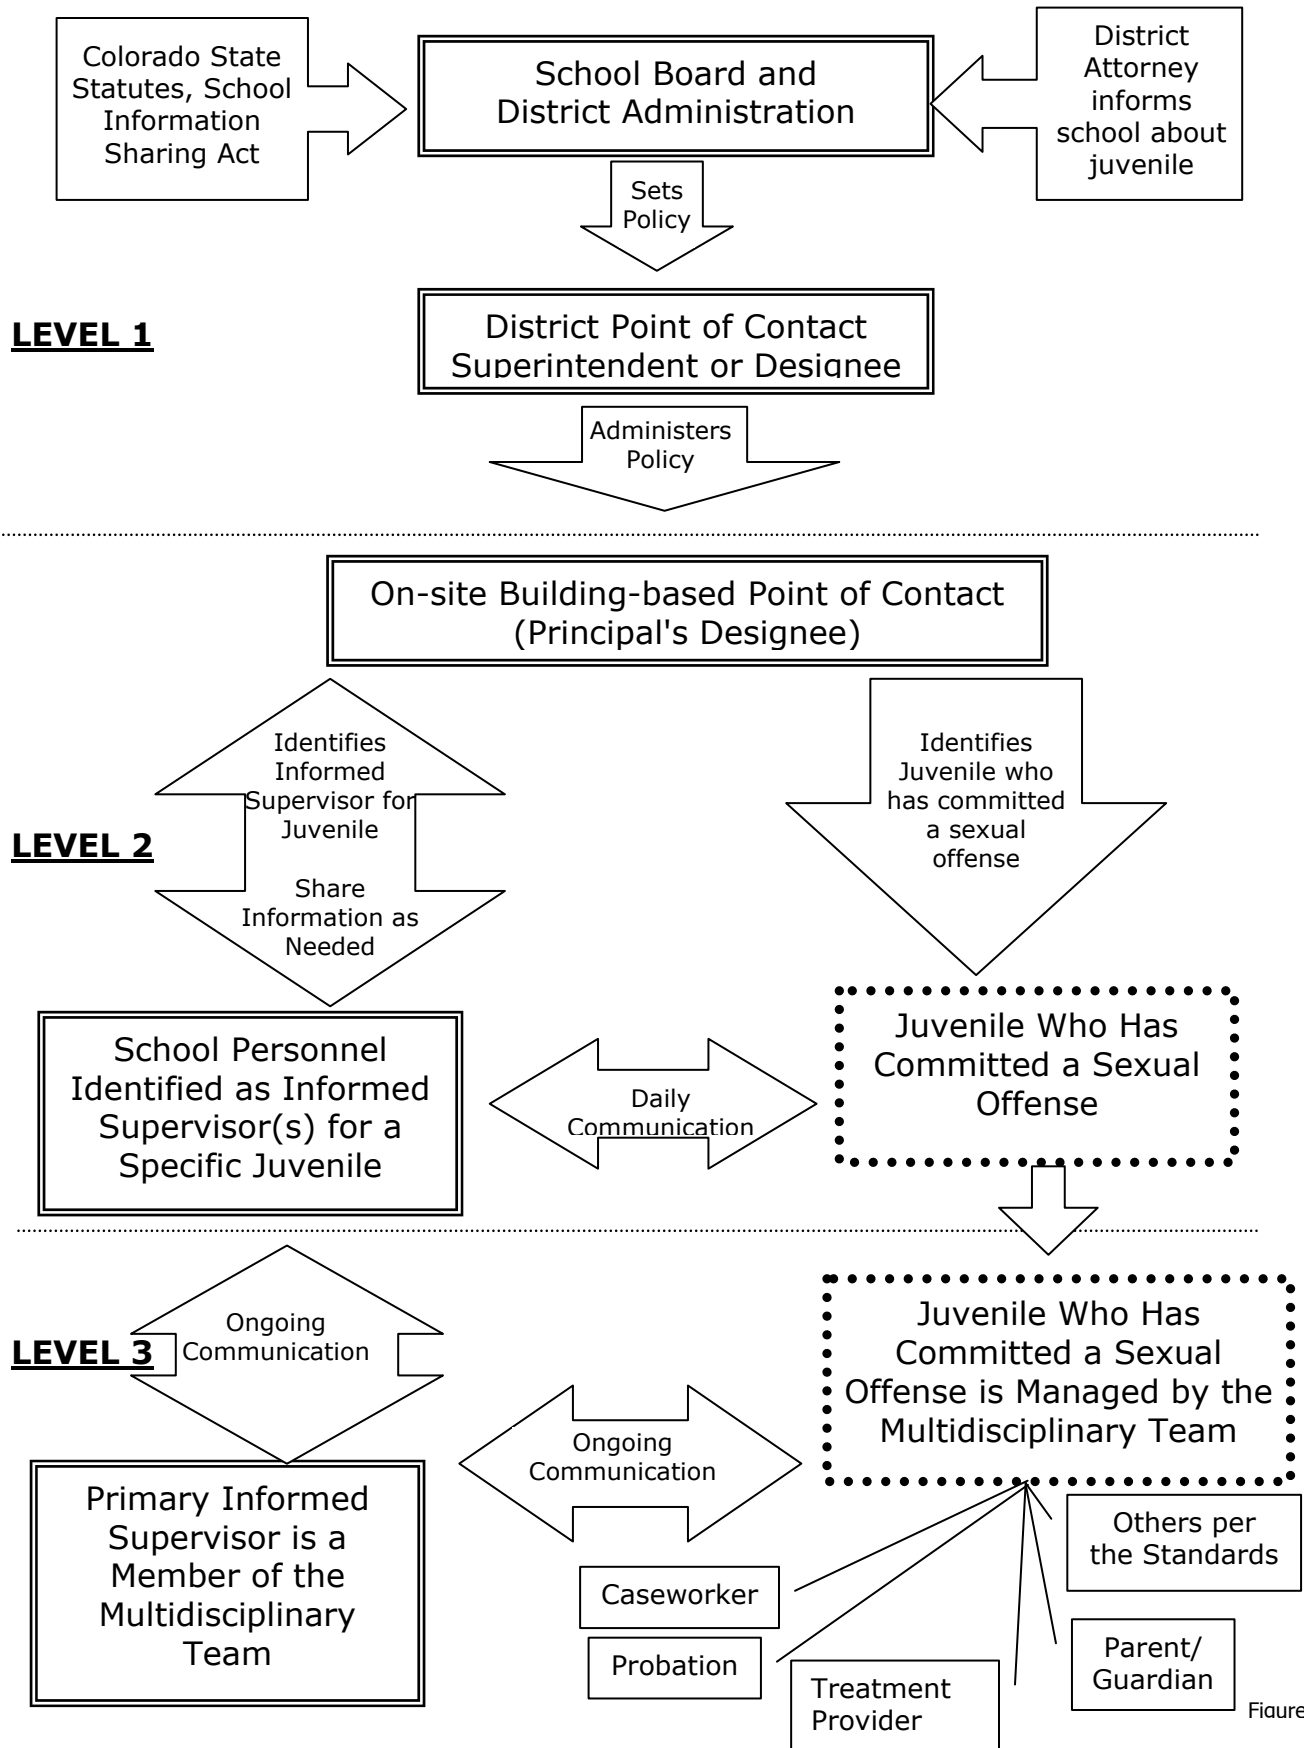 Colorado State
Statutes, School
Information
Sharing Act
School Board and
District Administration
District
Attorney
informs
school about
juvenile
Sets
Policy
LEVEL 1
District Point of Contact
Superintendent or Designee
Administers
Policy
On-site Building-based Point of Contact
(Principal's Designee)
Identifies
Informed
Supervisor for
Juvenile
Share
Information as
Needed
Identifies
Juvenile who
has committed
a sexual
offense
LEVEL 2
School Personnel
Identified as Informed
Supervisor(s) for a
Specific Juvenile
Daily
Communication
Juvenile Who Has
Committed a Sexual
Offense
LEVEL 3
Ongoing
Communication
Juvenile Who Has
Committed a Sexual
Offense is Managed by the
Multidisciplinary Team
Ongoing
Communication
Primary Informed
Supervisor is a
Member of the
Multidisciplinary
Team
Others per
the Standards
Caseworker
Probation
Treatment
Provider
Parent/
Guardian
Figure